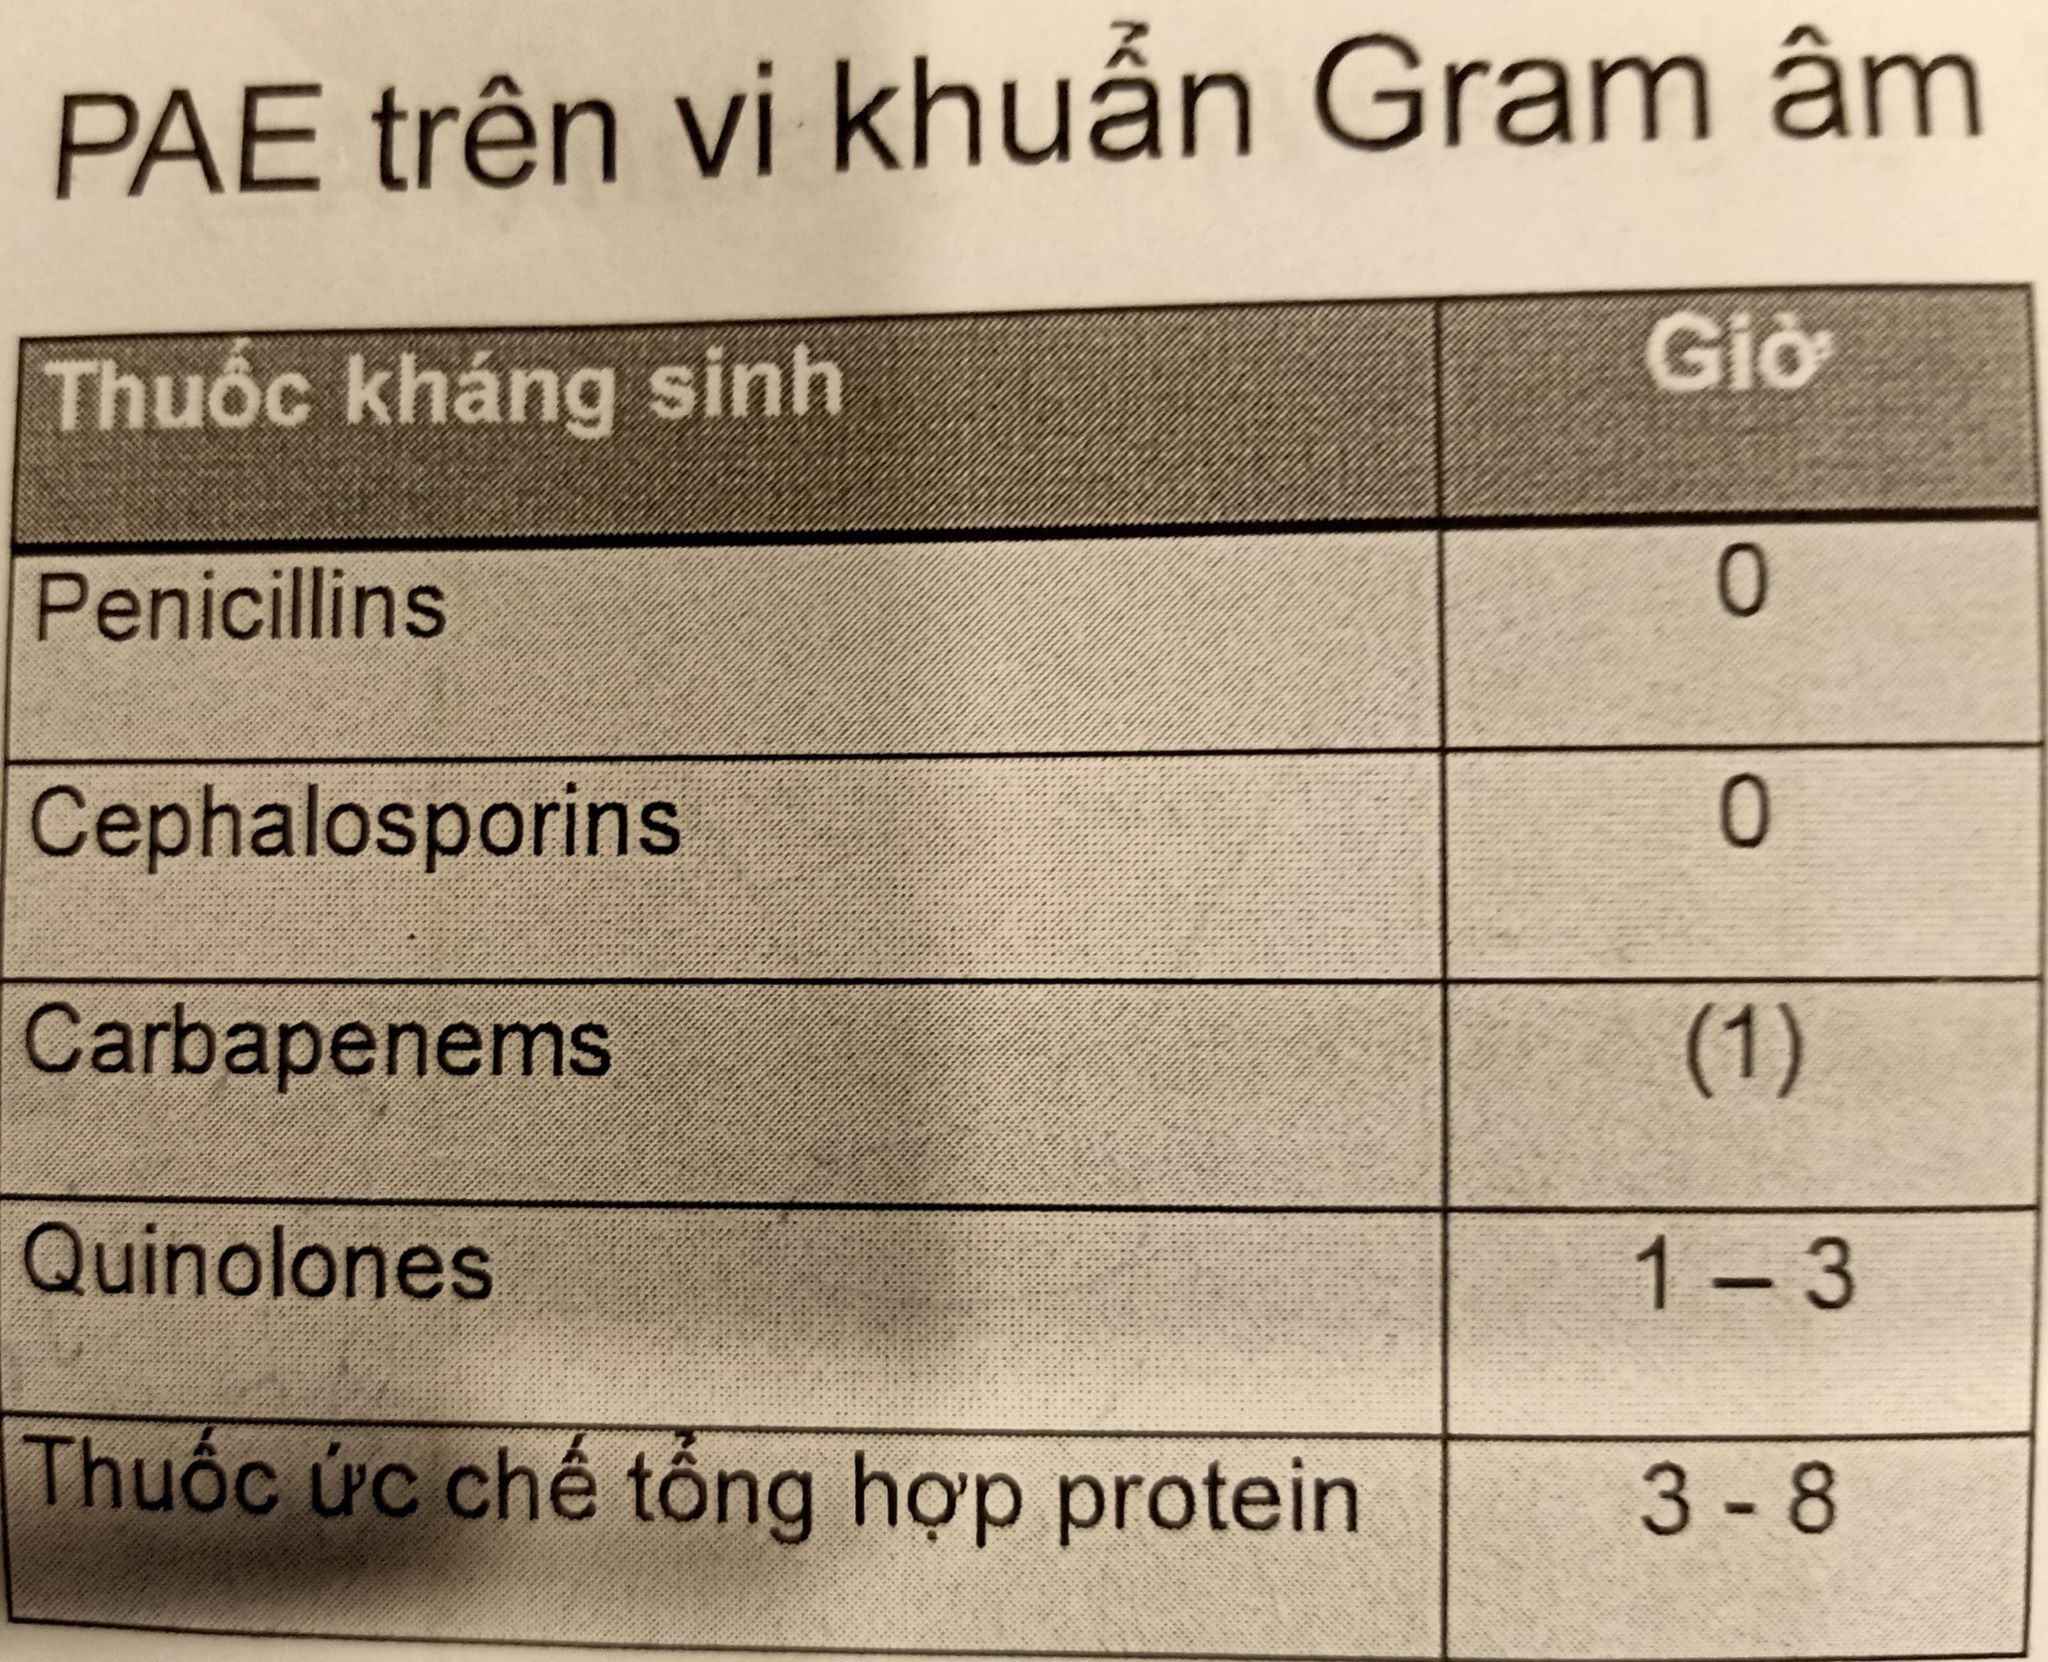 PAE trên vi khuẩn Gram âm
Thuốc kháng sinh Giờ
Penicillins 0
Cephalosporins 0
Carbapenems (1)
Quinolones 1 – 3
Thuốc ức chế tổng hợp protein 3 - 8